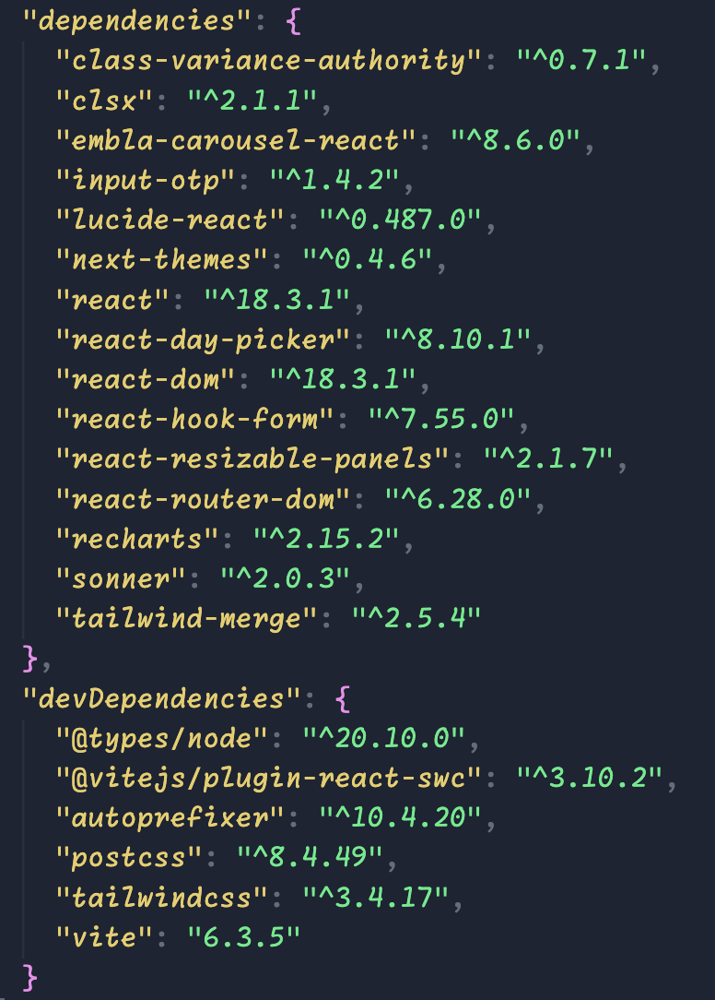 "dependencies": {
"class-variance-authority": "^0.7.1",
"clsx": "^2.1.1",
"embla-carousel-react": "^8.6.0",
"input-otp": "^1.4.2",
"lucide-react": "^0.487.0",
"next-themes": "^0.4.6",
"react": "^18.3.1",
"react-day-picker": "^8.10.1",
"react-dom": "^18.3.1",
"react-hook-form": "^7.55.0",
"react-resizable-panels": "^2.1.7",
"react-router-dom": "^6.28.0",
"recharts": "^2.15.2",
"sonner": "^2.0.3",
"tailwind-merge": "^2.5.4"
},
"devDependencies": {
"@types/node": "^20.10.0",
"@vitejs/plugin-react-swc": "^3.10.2",
"autoprefixer": "^10.4.20",
"postcss": "^8.4.49",
"tailwindcss": "^3.4.17",
"vite": "6.3.5"
}